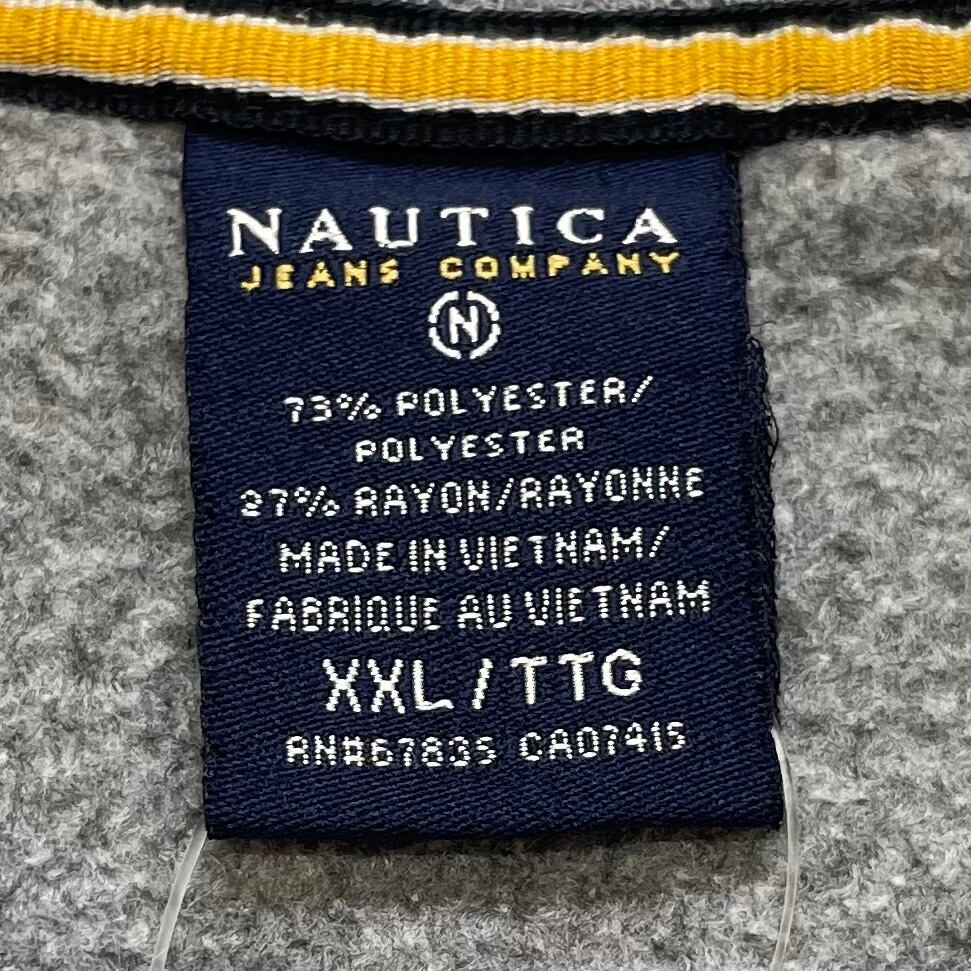 NAUTICA
JEANS COMPANY
N
73% POLYESTER/
POLYESTER
27% RAYON/RAYONNE
MADE IN VIETNAM/
FABRIQUE AU VIETNAM
XXL / TTG
RN#67835 CA07415